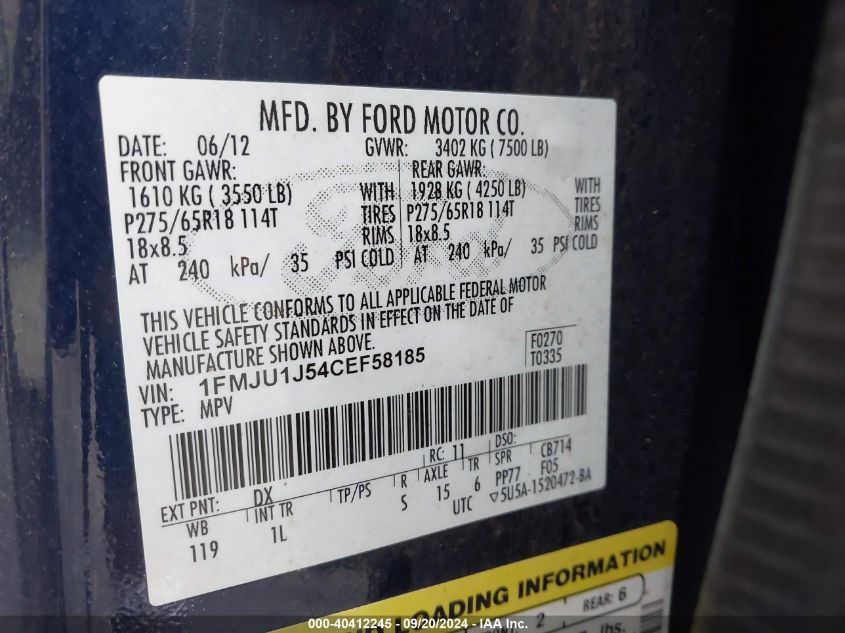 MFD. BY FORD MOTOR CO.
DATE: 06/12 GVWR: 3402 KG ( 7500 LB)
FRONT GAWR: REAR GAWR:
1610 KG ( 3550 LB) WITH 1928 KG ( 4250 LB) WITH
P275/65R18 114T TIRES P275/65R18 114T TIRES
18x8.5 RIMS 18x8.5 RIMS
AT 240 kPa/ 35 PSI COLD AT 240 kPa/ 35 PSI COLD
Ford
THIS VEHICLE CONFORMS TO ALL APPLICABLE FEDERAL MOTOR
VEHICLE SAFETY STANDARDS IN EFFECT ON THE DATE OF
MANUFACTURE SHOWN ABOVE.
F0270
T0335
VIN: 1FMJU1J54CEF58185
TYPE: MPV
EXT PNT: DX RC: 11 DSO:
WB INT TR TP/PS R AXLE TR SPR CB714
119 1L S 15 6 PP77 F05
UTC 5U5A-1520472-BA
LOADING INFORMATION
2 REAR: 6
lbs.
000-40412245 - 09/20/2024 - IAA Inc.